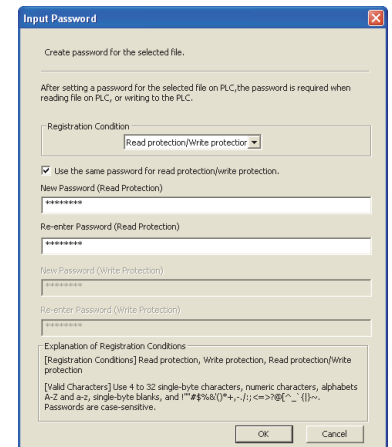 Input Password
Create password for the selected file.
After setting a password for the selected file on PLC,the password is required when
reading file on PLC, or writing to the PLC.
Registration Condition
Read protection/Write protection
Use the same password for read protection/write protection.
New Password (Read Protection)
********
Re-enter Password (Read Protection)
********
New Password (Write Protection)
********
Re-enter Password (Write Protection)
********
Explanation of Registration Conditions
[Registration Conditions] Read protection, Write protection, Read protection/Write
protection
[Valid Characters] Use 4 to 32 single-byte characters, numeric characters, alphabets
A-Z and a-z, single-byte blanks, and !""#$%&'()*+,-./:;<=>?@[^_`{|}~.
Passwords are case-sensitive.
OK
Cancel